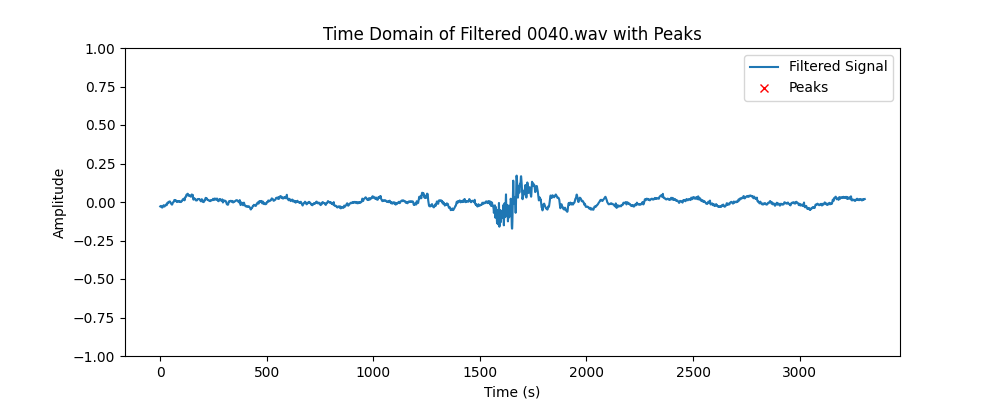 Time Domain of Filtered 0040.wav with Peaks
1.00
0.75
0.50
0.25
0.00
−0.25
−0.50
−0.75
−1.00
Amplitude
Filtered Signal
Peaks
0 500 1000 1500 2000 2500 3000
Time (s)